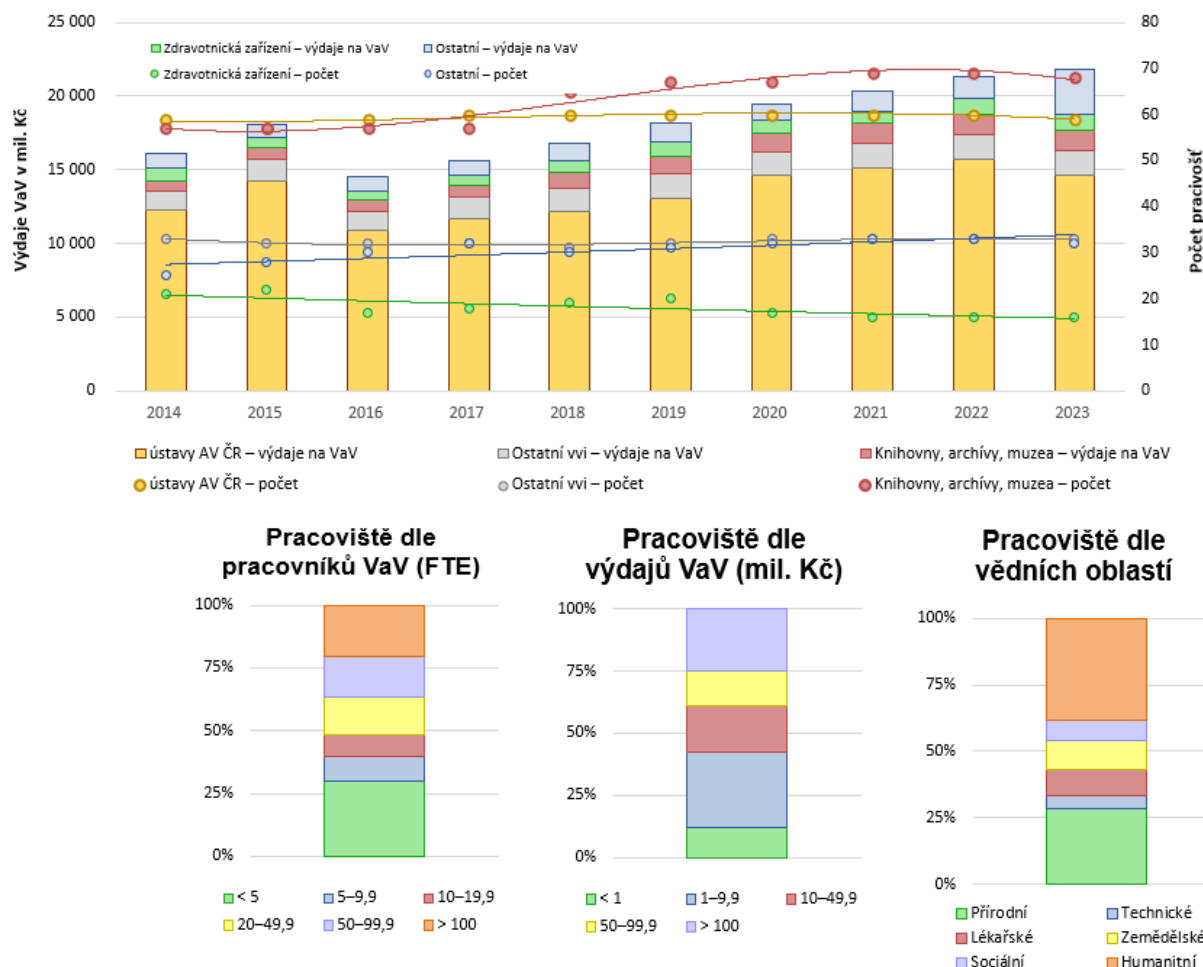 25 000
20 000
15 000
10 000
5 000
0
Výdaje VaV v mil. Kč
80
70
60
50
40
30
20
10
0
Počet pracivoišť
Zdravotnická zařízení – výdaje na VaV
Ostatní – výdaje na VaV
Zdravotnická zařízení – počet
Ostatní – počet
2014 2015 2016 2017 2018 2019 2020 2021 2022 2023
ústavy AV ČR – výdaje na VaV
Ostatní vvi – výdaje na VaV
Knihovny, archívy, muzea – výdaje na VaV
ústavy AV ČR – počet
Ostatní vvi – počet
Knihovny, archívy, muzea – počet
Pracoviště dle
pracovníků VaV (FTE)
100%
75%
50%
25%
0%
< 5 5–9,9 10–19,9
20–49,9 50–99,9 > 100
Pracoviště dle
výdajů VaV (mil. Kč)
100%
75%
50%
25%
0%
< 1 1–9,9 10–49,9
50–99,9 > 100
Pracoviště dle
vědních oblastí
100%
75%
50%
25%
0%
Přírodní Technické
Lékařské Zemědělské
Sociální Humanitní